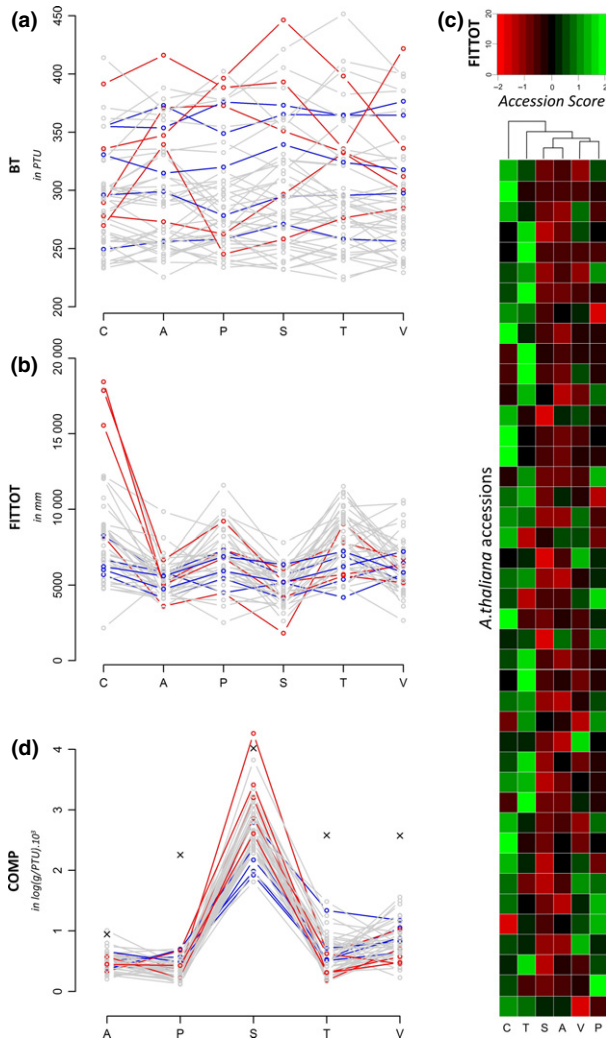 (a)
BT
in PTU
450
400
350
300
250
200
C A P S T V
(b)
FITTOT
in mm
20 000
15 000
10 000
5000
0
C A P S T V
(d)
COMP
in log(g/PTU).10³
4
3
2
1
0
A P S T V
(c)
FITTOT
20
10
0
−2 −1 0 1 2
Accession Score
A.thaliana accessions
C T S A V P